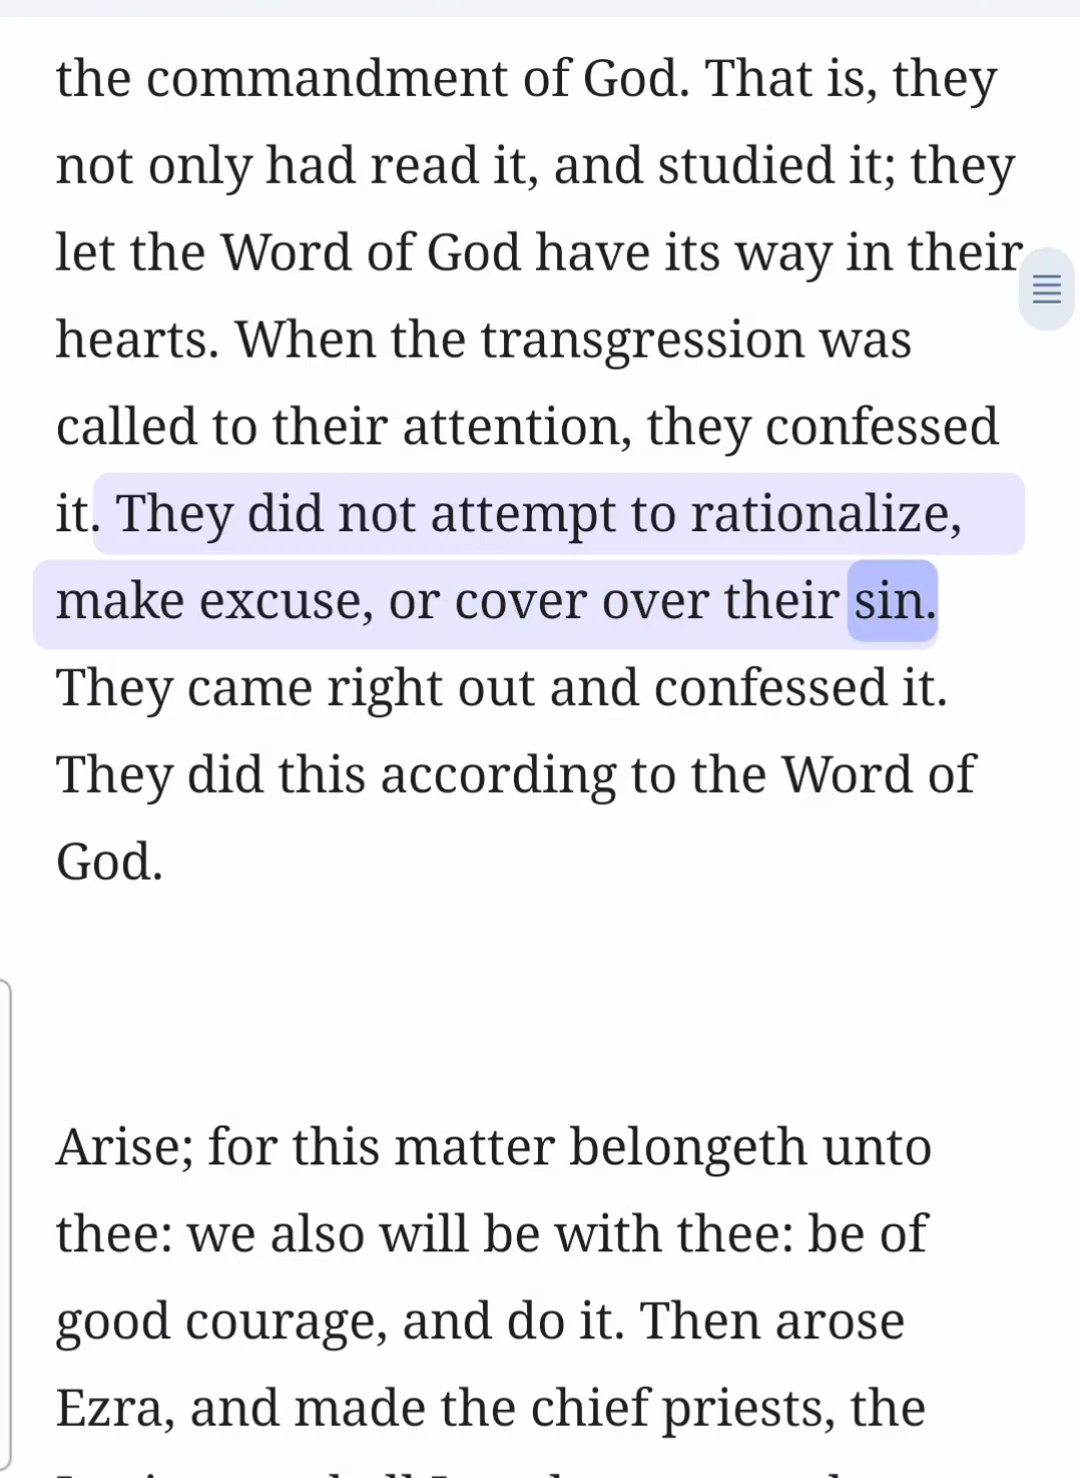 the commandment of God. That is, they
not only had read it, and studied it; they
let the Word of God have its way in their
hearts. When the transgression was
called to their attention, they confessed
it. They did not attempt to rationalize,
make excuse, or cover over their sin.
They came right out and confessed it.
They did this according to the Word of
God.
Arise; for this matter belongeth unto
thee: we also will be with thee: be of
good courage, and do it. Then arose
Ezra, and made the chief priests, the